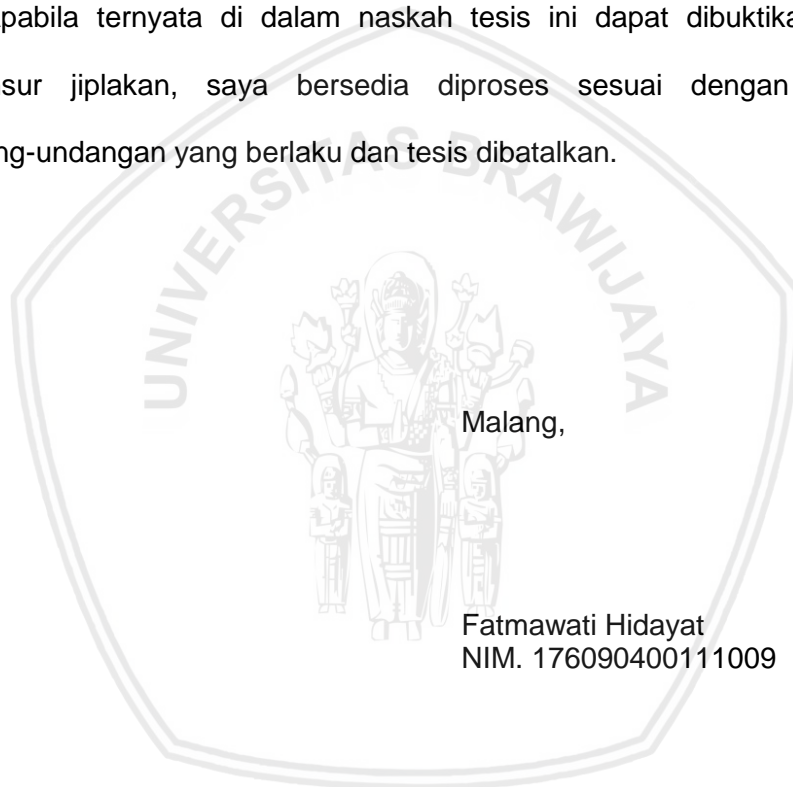 pabila ternyata di dalam naskah tesis ini dapat dibuktika
sur jiplakan, saya bersedia diproses sesuai dengan
ng-undangan yang berlaku dan tesis dibatalkan.
UNIVERSITAS BRAWIJAYA
Malang,
Fatmawati Hidayat
NIM. 176090400111009